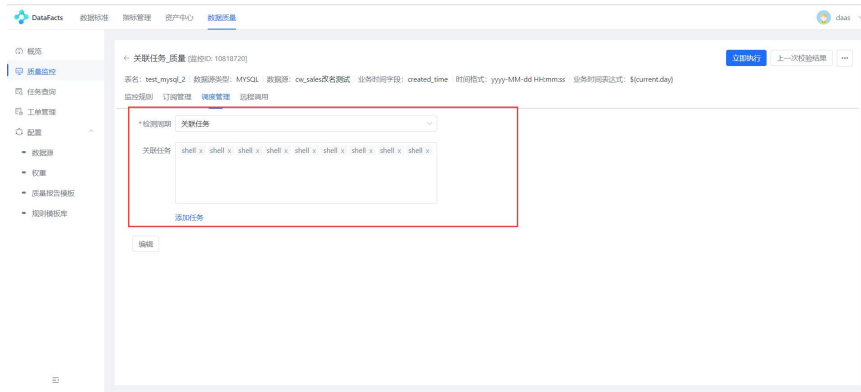 DataFacts 数据标准 指标管理 资产中心 数据质量 daas
概览
质量监控
任务查询
工单管理
配置
数据源
权重
质量报告模板
规则模板库
← 关联任务_质量 [监控ID: 10818720] 立即执行 上一次校验结果 ...
表名: test_mysql_2 数据源类型: MYSQL 数据源: cw_sales改名测试 业务时间字段: created_time 时间格式: yyyy-MM-dd HH:mm:ss 业务时间表达式: ${current.day}
监控规则 订阅管理 调度管理 远程调用
*检测周期 关联任务
关联任务 shell x shell x shell x shell x shell x shell x shell x shell x shell x
添加任务
编辑